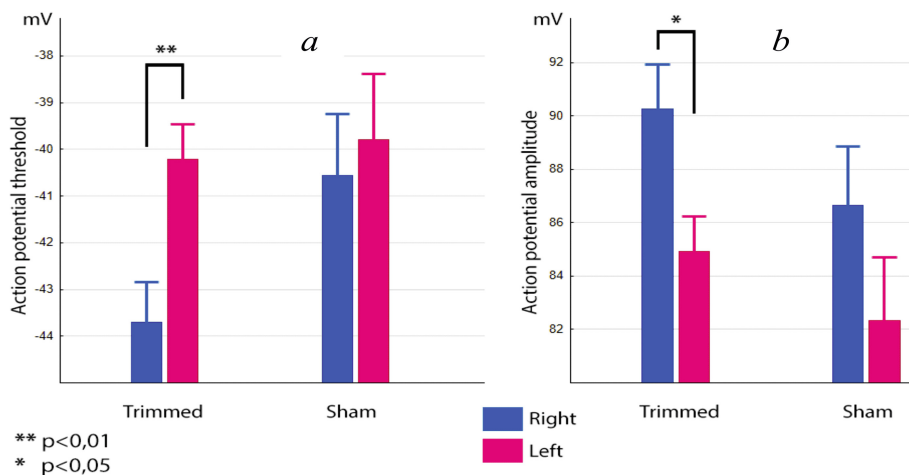 mV
a
-38
-39
-40
-41
-42
-43
-44
Action potential threshold
**
Trimmed
Sham
mV
b
92
90
88
86
84
82
Action potential amplitude
*
Trimmed
Sham
Right
Left
** p<0,01
* p<0,05